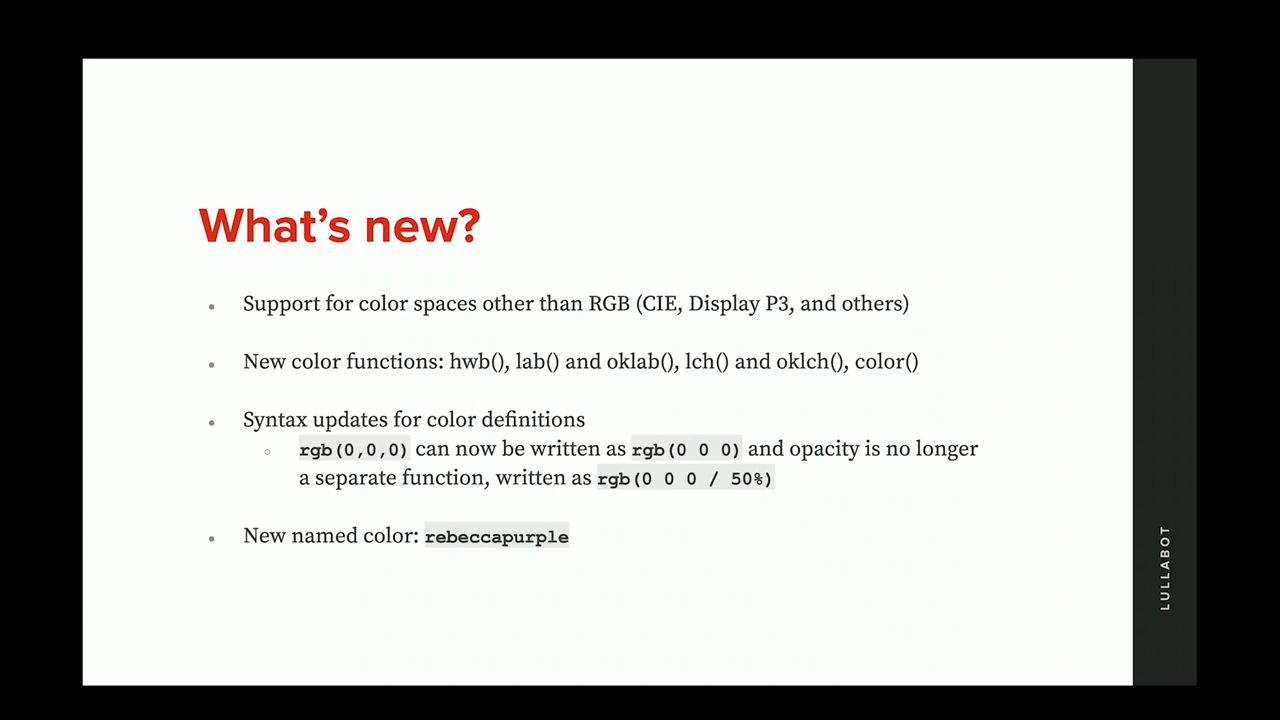 What’s new?
Support for color spaces other than RGB (CIE, Display P3, and others)
New color functions: hwb(), lab() and oklab(), lch() and oklch(), color()
Syntax updates for color definitions
rgb(0,0,0) can now be written as rgb(0 0 0) and opacity is no longer
a separate function, written as rgb(0 0 0 / 50%)
New named color: rebeccapurple
LULLABOT